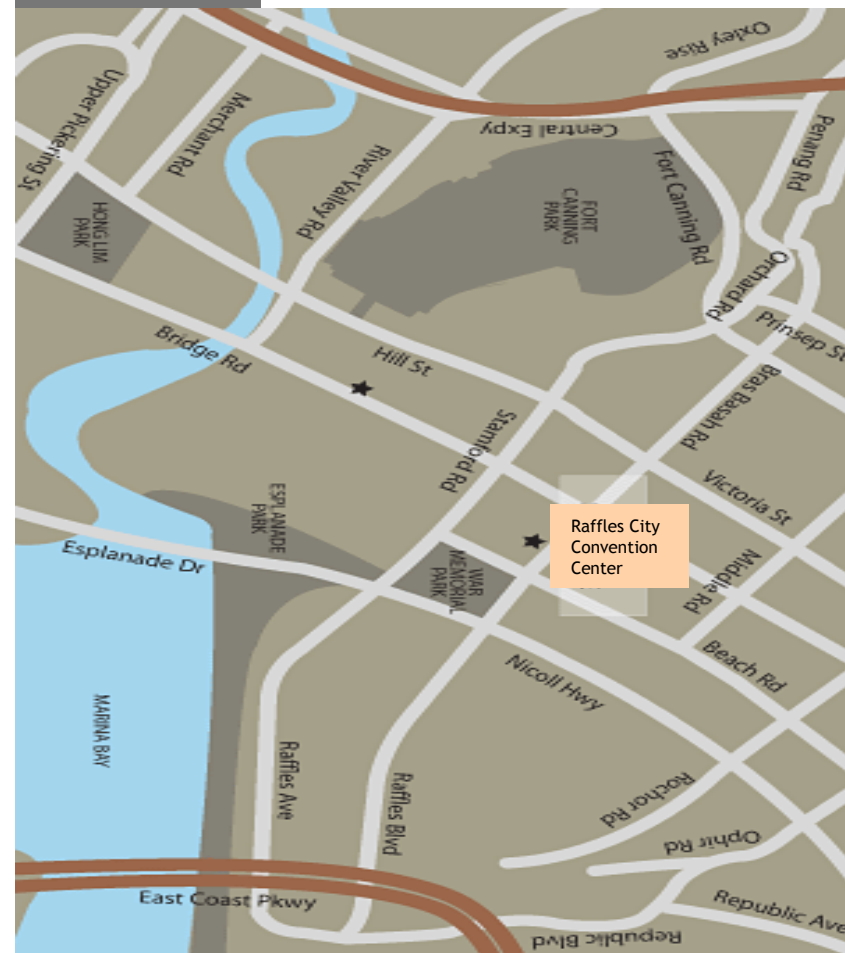 Oxley Rise
Upper Pickering St
Merchant Rd
Central Expy
Penang Rd
River Valley Rd
Fort Canning Rd
FORT
CANNING
PARK
HONG LIM
PARK
Orchard Rd
Prinsep St
Bridge Rd
Hill St
Bras Basah Rd
Stamford Rd
Victoria St
ESPLANADE
PARK
Raffles City
Convention
Center
Esplanade Dr
WAR
MEMORIAL
PARK
Middle Rd
Beach Rd
Nicoll Hwy
MARINA BAY
Raffles Ave
Raffles Blvd
Rochor Rd
Ophir Rd
East Coast Pkwy
Republic Ave
Republic Blvd